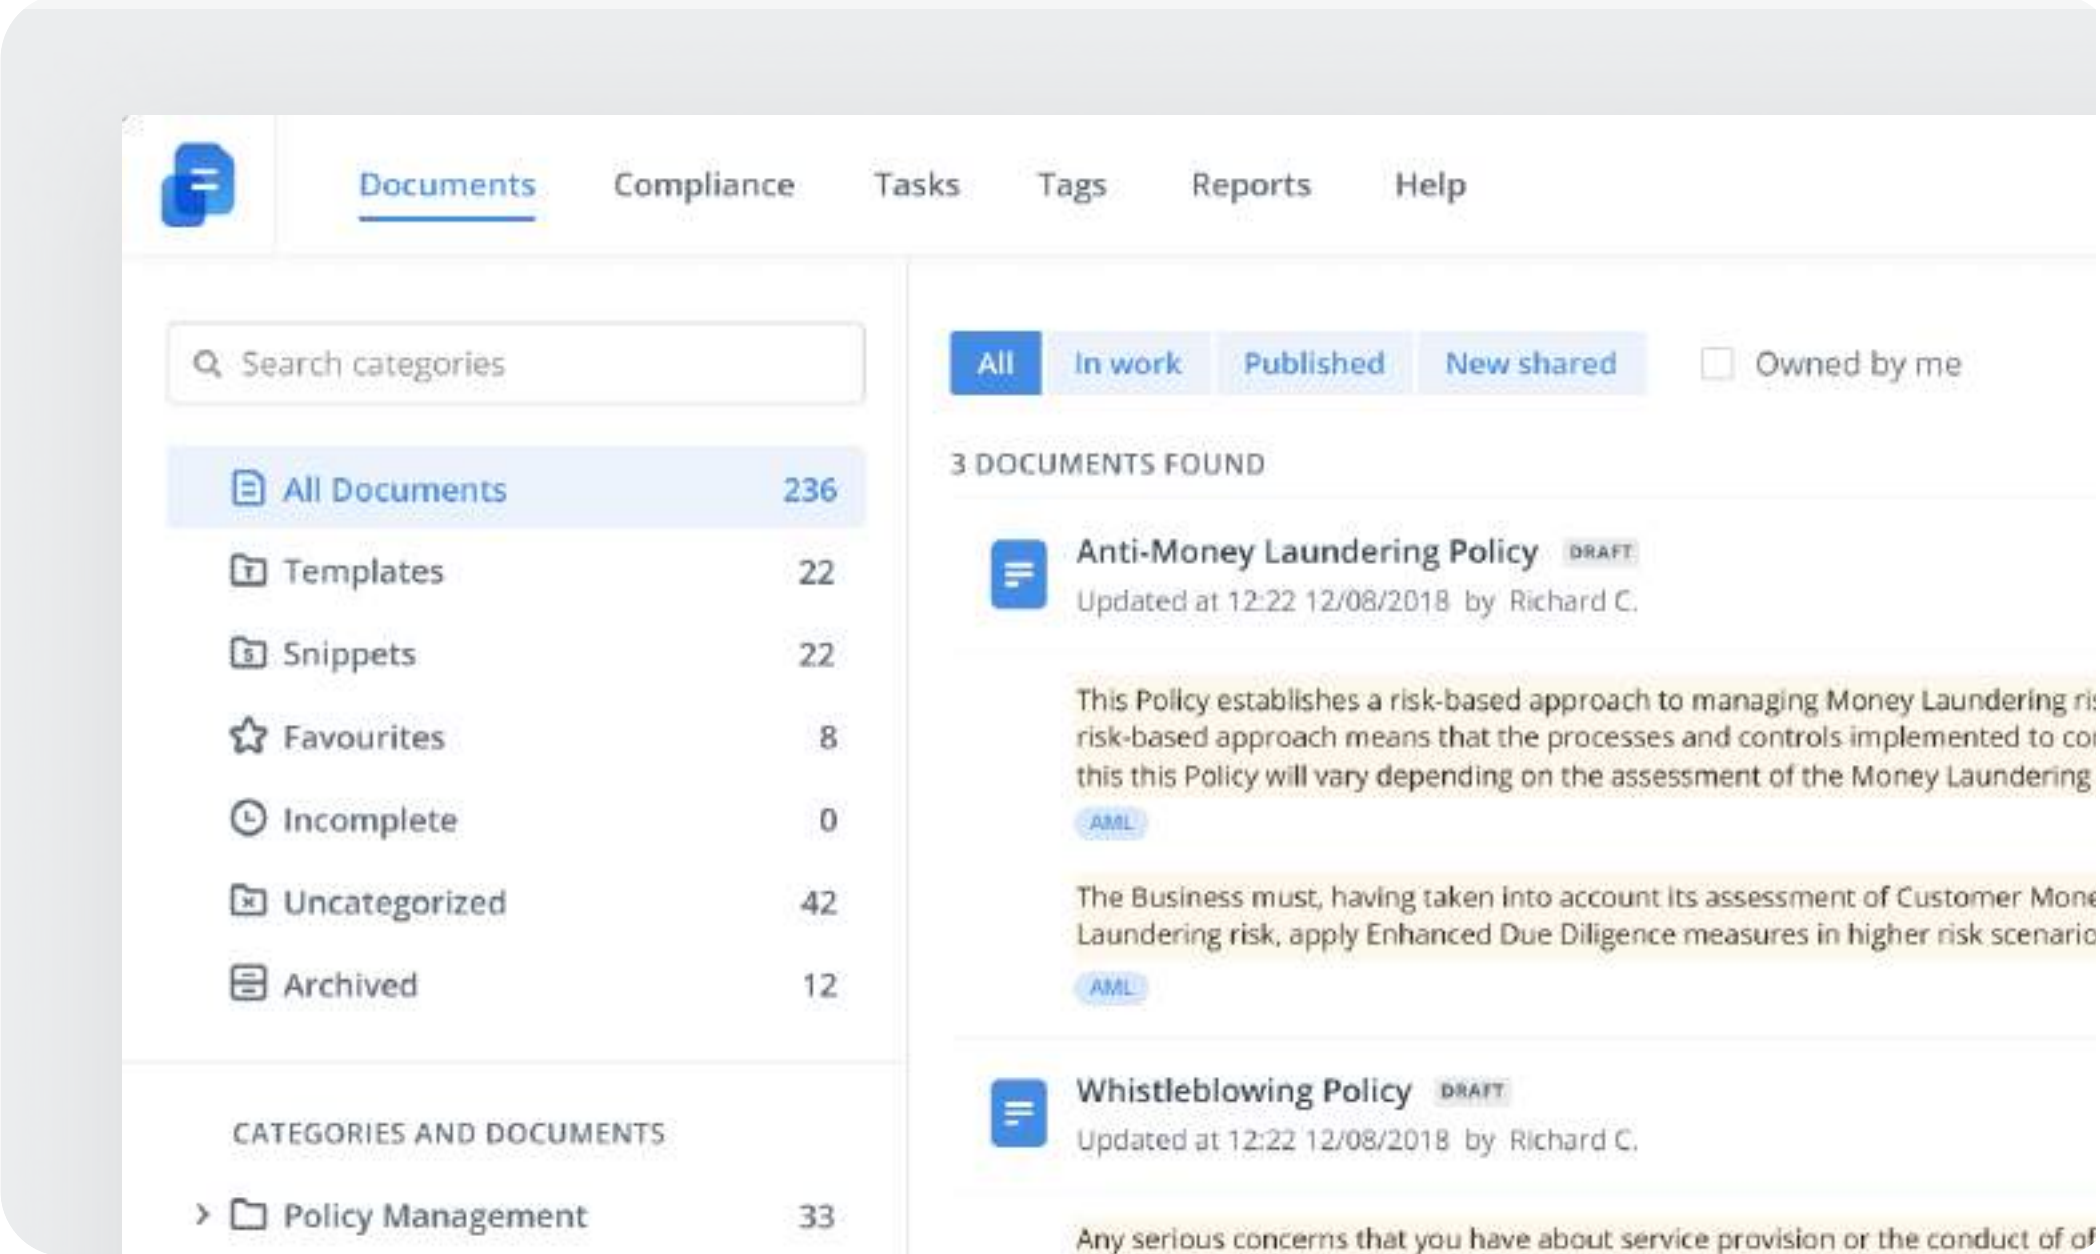 Documents Compliance Tasks Tags Reports Help
Search categories
All Documents 236
Templates 22
Snippets 22
Favourites 8
Incomplete 0
Uncategorized 42
Archived 12
CATEGORIES AND DOCUMENTS
Policy Management 33
All In work Published New shared Owned by me
3 DOCUMENTS FOUND
Anti-Money Laundering Policy DRAFT
Updated at 12:22 12/08/2018 by Richard C.
This Policy establishes a risk-based approach to managing Money Laundering
risk-based approach means that the processes and controls implemented to
this this Policy will vary depending on the assessment of the Money Laundering
AML
The Business must, having taken into account its assessment of Customer
Laundering risk, apply Enhanced Due Diligence measures in higher risk
AML
Whistleblowing Policy DRAFT
Updated at 12:22 12/08/2018 by Richard C.
Any serious concerns that you have about service provision or the conduct of